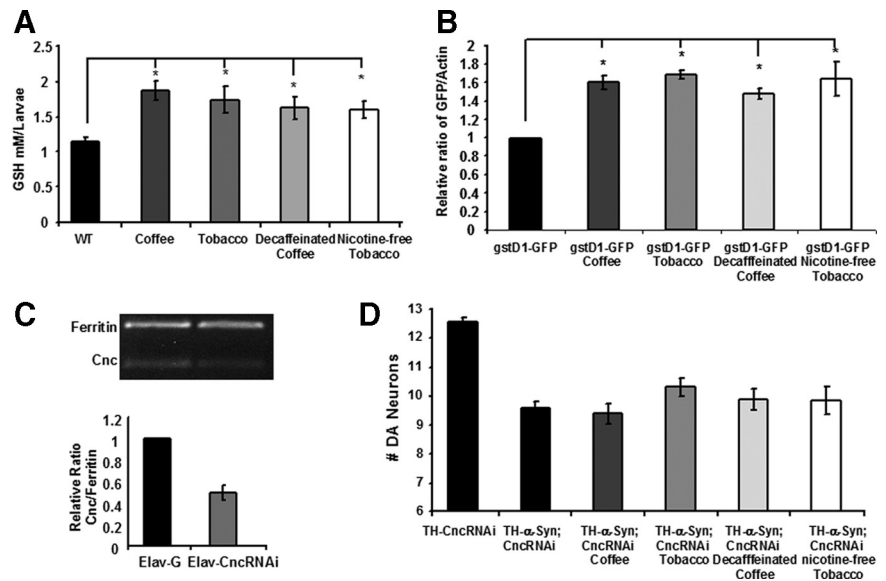 A
GSH mM/Larvae
2.5
2
1.5
1
0.5
0
*
*
*
*
WT
Coffee
Tobacco
Decaffeinated
Coffee
Nicotine-free
Tobacco
B
Relative ratio of GFP/Actin
2
1.8
1.6
1.4
1.2
1
0.8
0.6
0.4
0.2
0
*
*
*
*
gstD1-GFP
gstD1-GFP
Coffee
gstD1-GFP
Tobacco
gstD1-GFP
Decafffeinated
Coffee
gstD1-GFP
Nicotine-free
Tobacco
C
Ferritin
Cnc
Relative Ratio
Cnc/Ferritin
1.2
1
0.8
0.6
0.4
0.2
0
Elav-G
Elav-CncRNAi
D
# DA Neurons
13
12
11
10
9
8
7
6
TH-CncRNAi
TH-α-Syn;
CncRNAi
TH-α-Syn;
CncRNAi
Coffee
TH-α-Syn;
CncRNAi
Tobacco
TH-α-Syn;
CncRNAi
Decafffeinated
Coffee
TH-α-Syn;
CncRNAi
nicotine-free
Tobacco